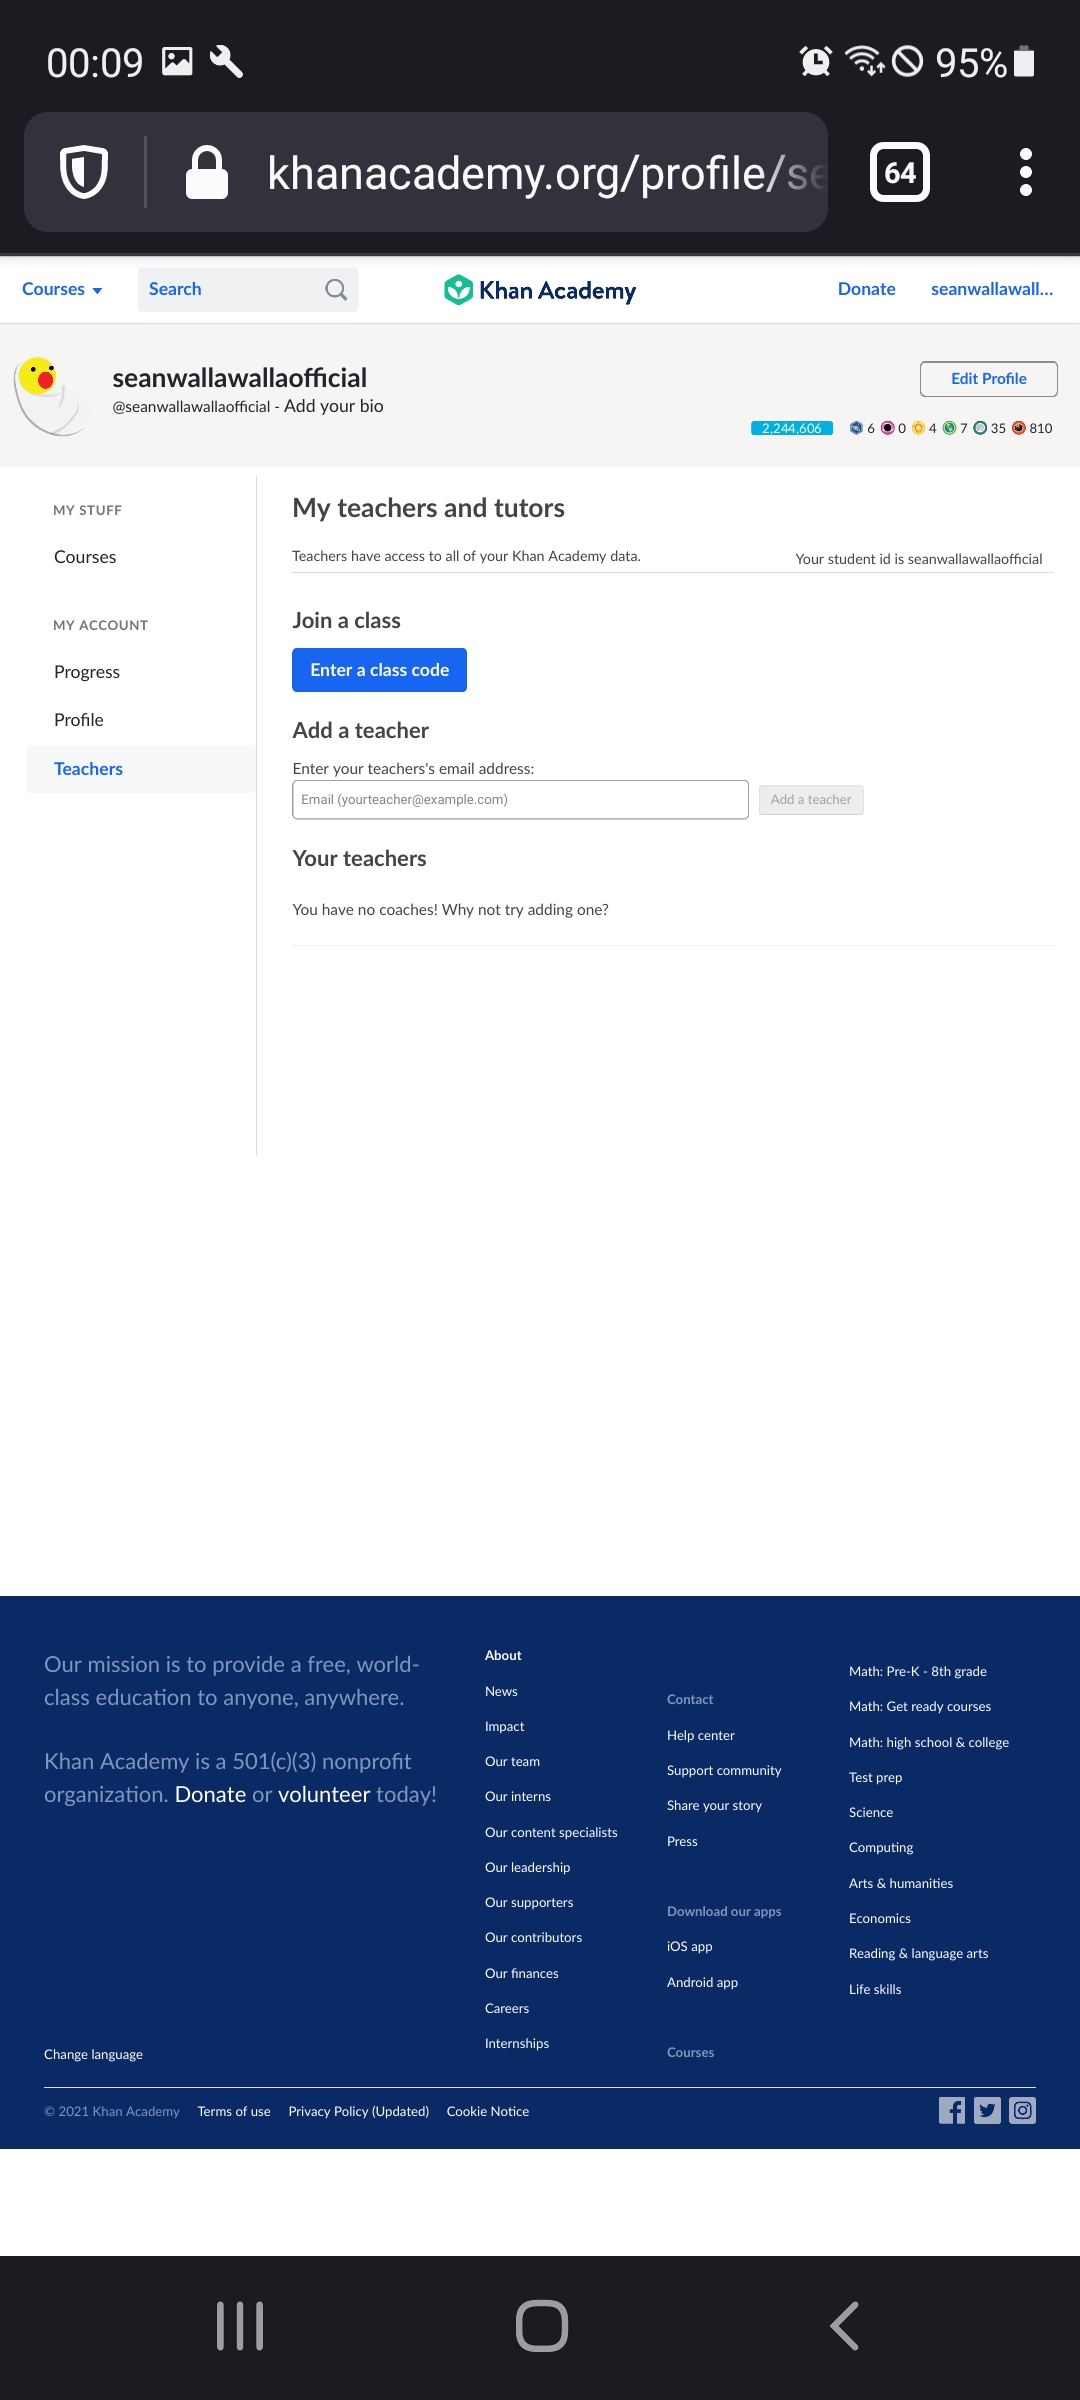 00:09
95%
khanacademy.org/profile/se
64
Courses
Search
Khan Academy
Donate
seanwallawall...
seanwallawallaofficial
@seanwallawallaofficial - Add your bio
Edit Profile
2,244,606 6 0 4 7 35 810
MY STUFF
Courses
MY ACCOUNT
Progress
Profile
Teachers
My teachers and tutors
Teachers have access to all of your Khan Academy data.
Your student id is seanwallawallaofficial
Join a class
Enter a class code
Add a teacher
Enter your teachers's email address:
Email (yourteacher@example.com)
Add a teacher
Your teachers
You have no coaches! Why not try adding one?
Our mission is to provide a free, world-
class education to anyone, anywhere.
Khan Academy is a 501(c)(3) nonprofit
organization. Donate or volunteer today!
About
News
Impact
Our team
Our interns
Our content specialists
Our leadership
Our supporters
Our contributors
Our finances
Careers
Internships
Contact
Help center
Support community
Share your story
Press
Download our apps
iOS app
Android app
Courses
Math: Pre-K - 8th grade
Math: Get ready courses
Math: high school & college
Test prep
Science
Computing
Arts & humanities
Economics
Reading & language arts
Life skills
Change language
© 2021 Khan Academy
Terms of use
Privacy Policy (Updated)
Cookie Notice